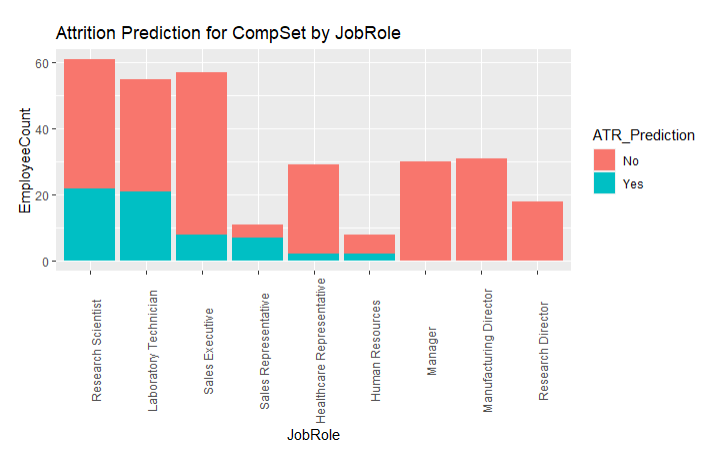 Attrition Prediction for CompSet by JobRole
EmployeeCount
60
40
20
0
Research Scientist
Laboratory Technician
Sales Executive
Sales Representative
Healthcare Representative
Human Resources
Manager
Manufacturing Director
Research Director
JobRole
ATR_Prediction
No
Yes